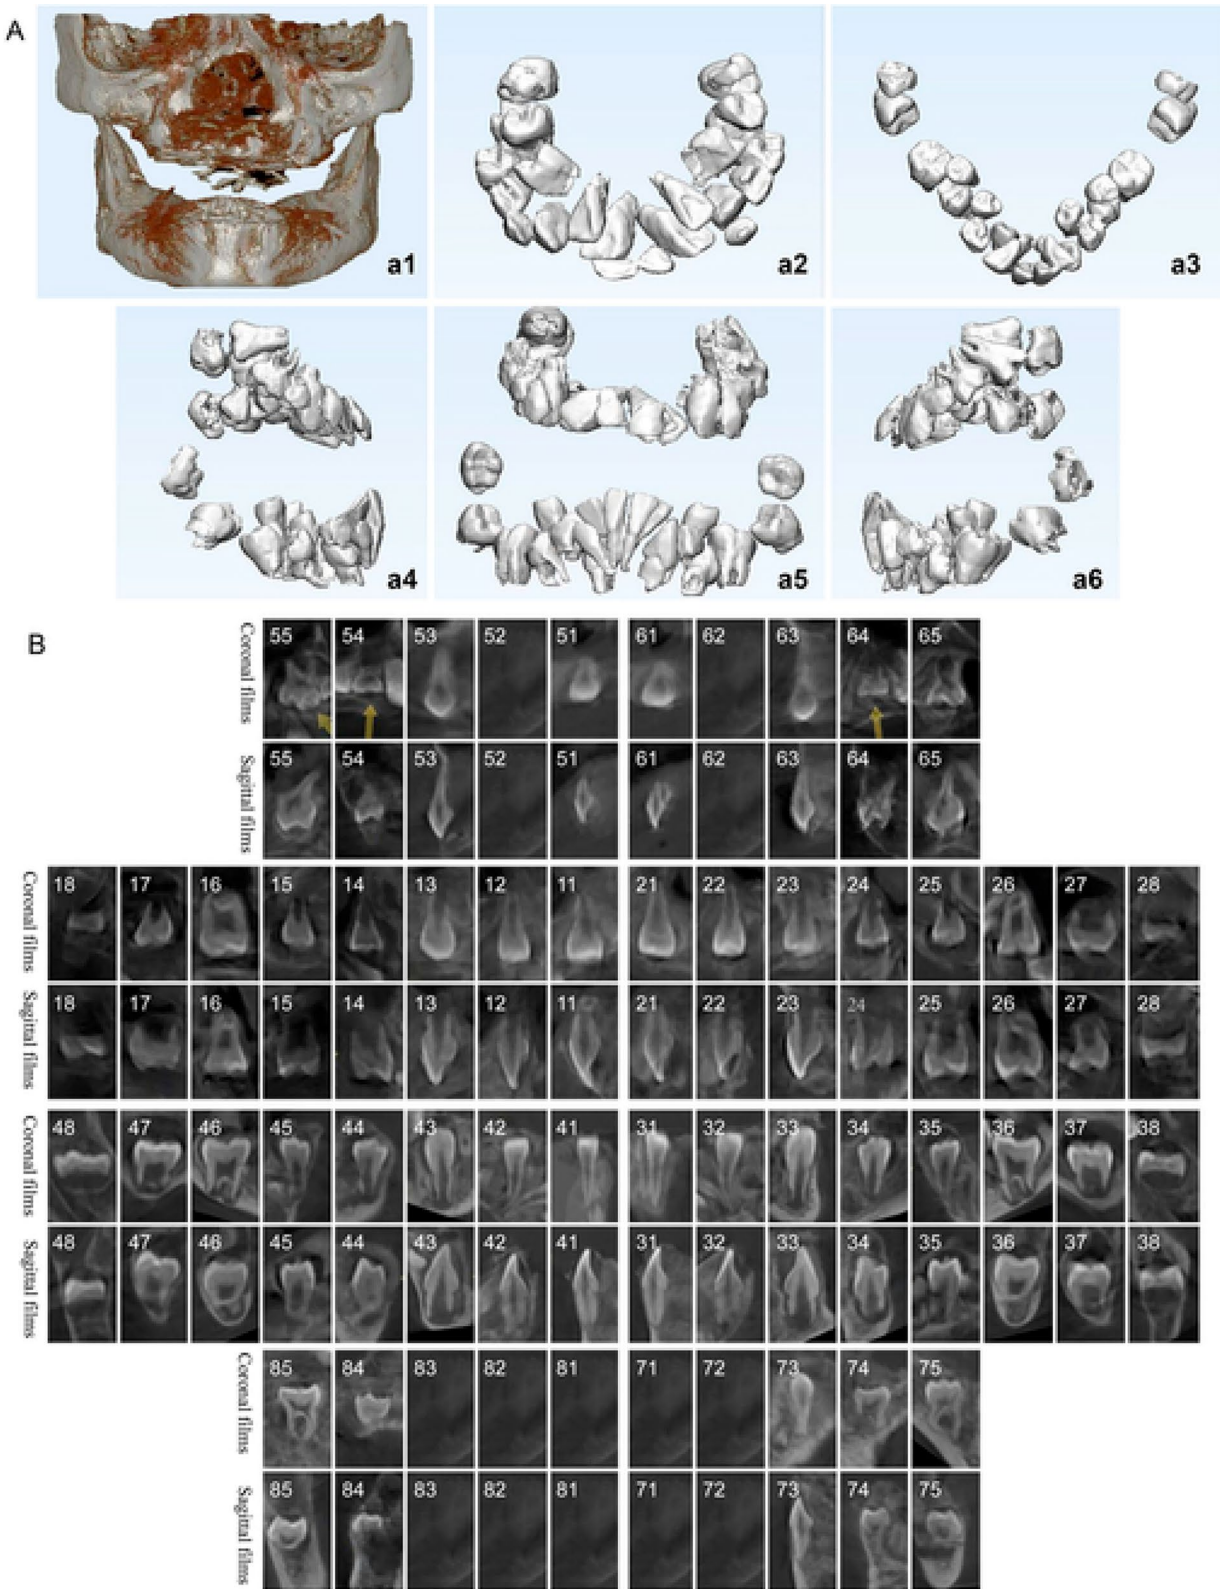 A
a1
a2
a3
a4
a5
a6
B
Coronal films
55 54 53 52 51 61 62 63 64 65
Sagittal films
55 54 53 52 51 61 62 63 64 65
Coronal films
18 17 16 15 14 13 12 11 21 22 23 24 25 26 27 28
Sagittal films
18 17 16 15 14 13 12 11 21 22 23 24 25 26 27 28
Coronal films
48 47 46 45 44 43 42 41 31 32 33 34 35 36 37 38
Sagittal films
48 47 46 45 44 43 42 41 31 32 33 34 35 36 37 38
Coronal films
85 84 83 82 81 71 72 73 74 75
Sagittal films
85 84 83 82 81 71 72 73 74 75